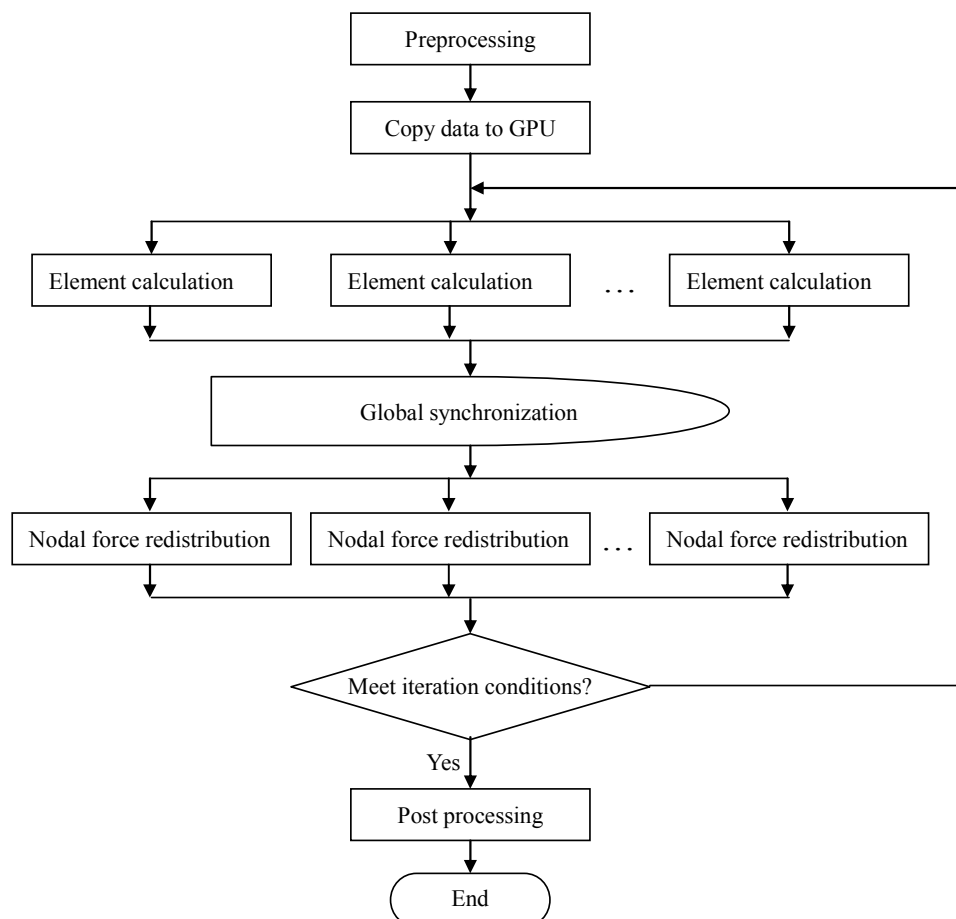 Preprocessing
Copy data to GPU
Element calculation
Element calculation
...
Element calculation
Global synchronization
Nodal force redistribution
Nodal force redistribution
...
Nodal force redistribution
Meet iteration conditions?
Yes
Post processing
End